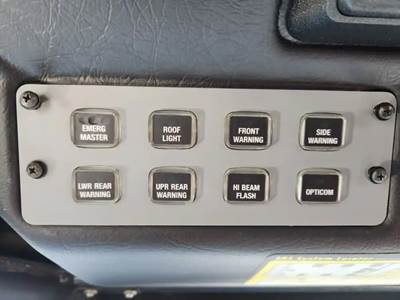 EMERG
MASTER
ROOF
LIGHT
FRONT
WARNING
SIDE
WARNING
LWR REAR
WARNING
UPR REAR
WARNING
HI BEAM
FLASH
OPTICOM